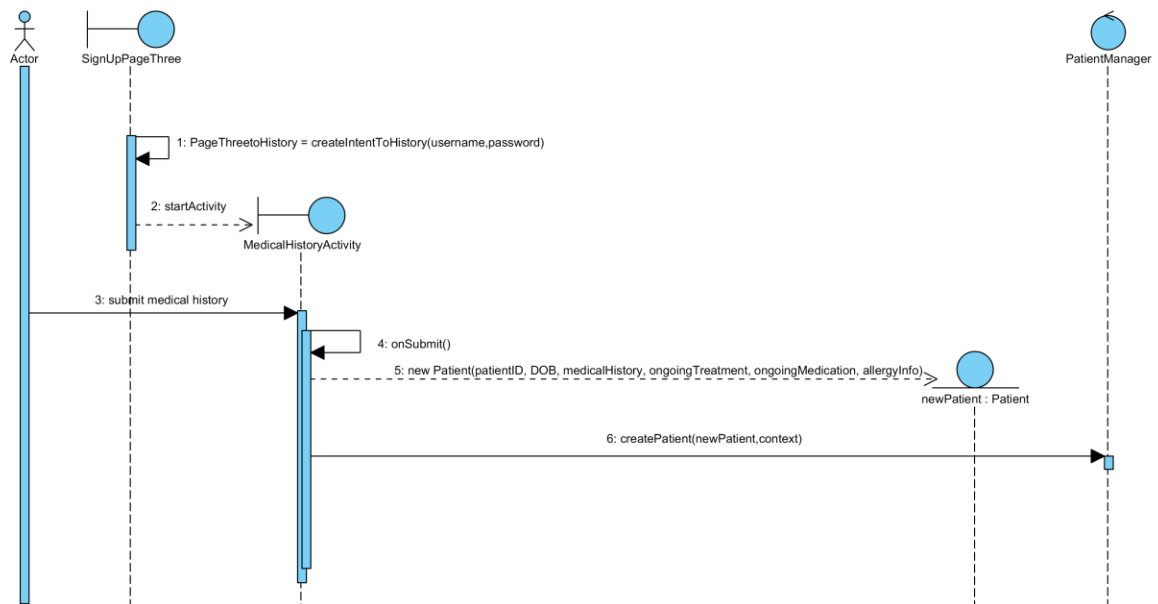 Actor
SignUpPageThree
PatientManager
1: PageThreetoHistory = createIntentToHistory(username,password)
2: startActivity
MedicalHistoryActivity
3: submit medical history
4: onSubmit()
5: new Patient(patientID, DOB, medicalHistory, ongoingTreatment, ongoingMedication, allergyInfo)
newPatient : Patient
6: createPatient(newPatient,context)